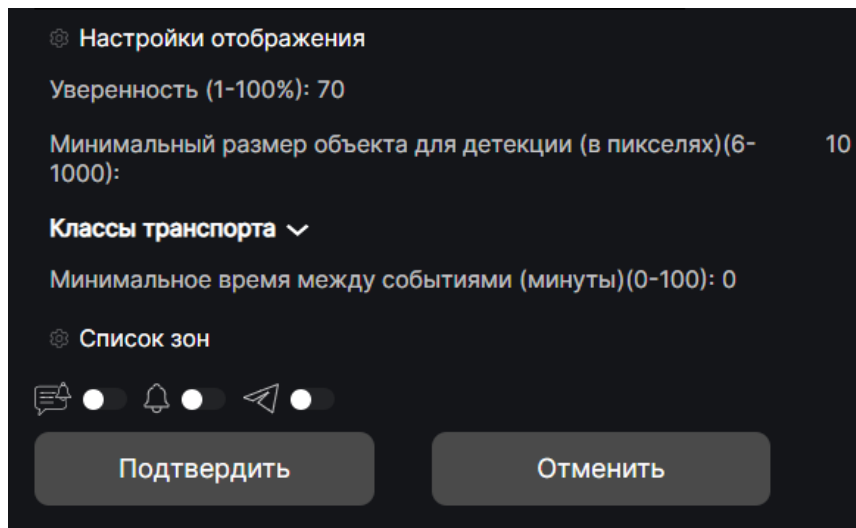 Настройки отображения
Уверенность (1-100%): 70
Минимальный размер объекта для детекции (в пикселях)(6- 10
1000):
Классы транспорта
Минимальное время между событиями (минуты)(0-100): 0
Список зон
Подтвердить Отменить